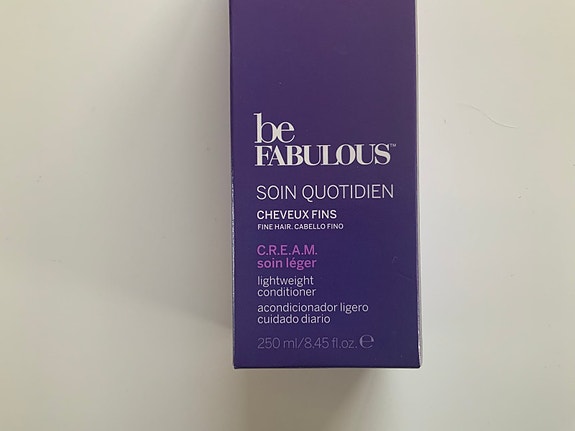 be
FABULOUS™
SOIN QUOTIDIEN
CHEVEUX FINS
FINE HAIR. CABELLO FINO
C.R.E.A.M.
soin léger
lightweight
conditioner
acondicionador ligero
cuidado diario
250 ml/8.45 fl.oz. ℮